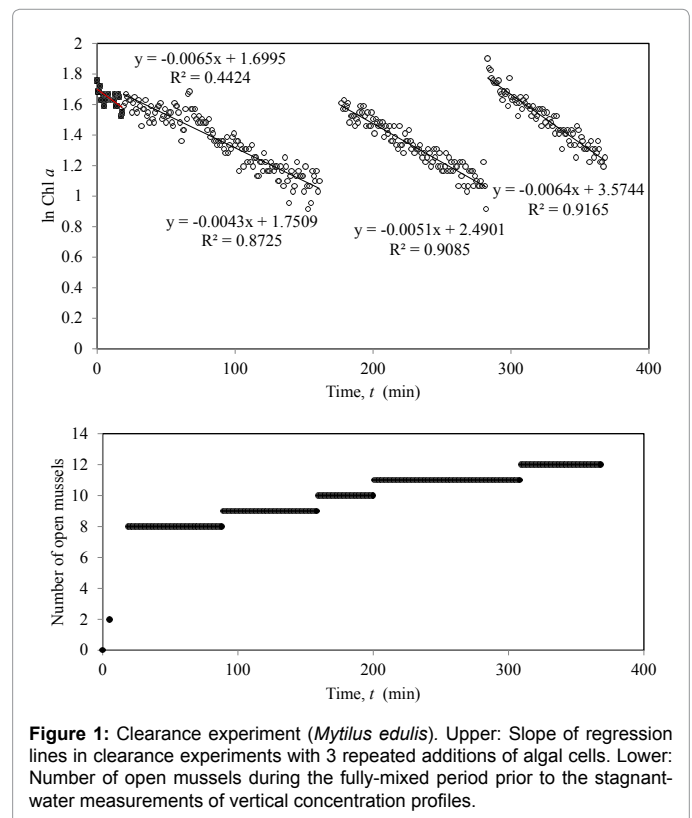 y = -0.0065x + 1.6995
R² = 0.4424
y = -0.0043x + 1.7509
R² = 0.8725
y = -0.0051x + 2.4901
R² = 0.9085
y = -0.0064x + 3.5744
R² = 0.9165
ln Chl a
2
1.8
1.6
1.4
1.2
1
0.8
0.6
0.4
0.2
0
0 100 200 300 400
Time, t (min)
Number of open mussels
14
12
10
8
6
4
2
0
0 100 200 300 400
Time, t (min)
Figure 1: Clearance experiment (Mytilus edulis). Upper: Slope of regression
lines in clearance experiments with 3 repeated additions of algal cells. Lower:
Number of open mussels during the fully-mixed period prior to the stagnant-
water measurements of vertical concentration profiles.